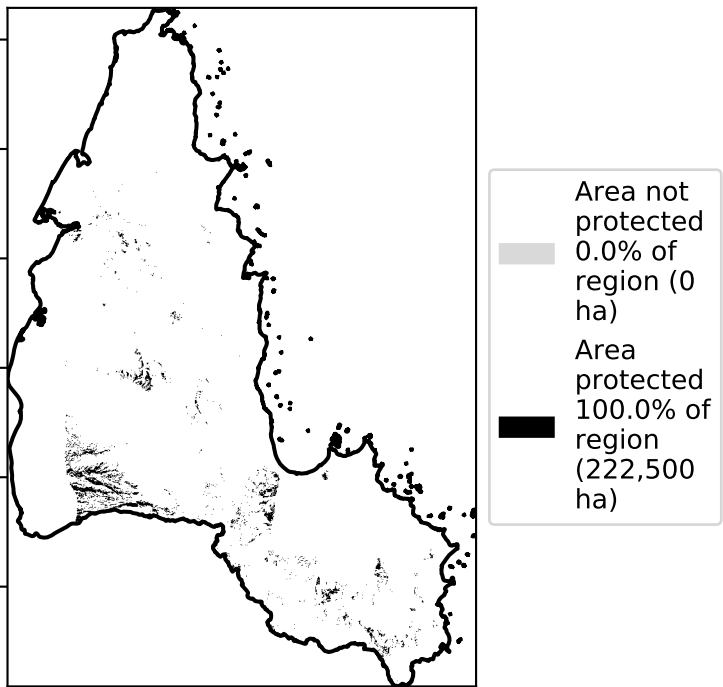 Area not
protected
0.0% of
region (0
ha)
Area
protected
100.0% of
region
(222,500
ha)